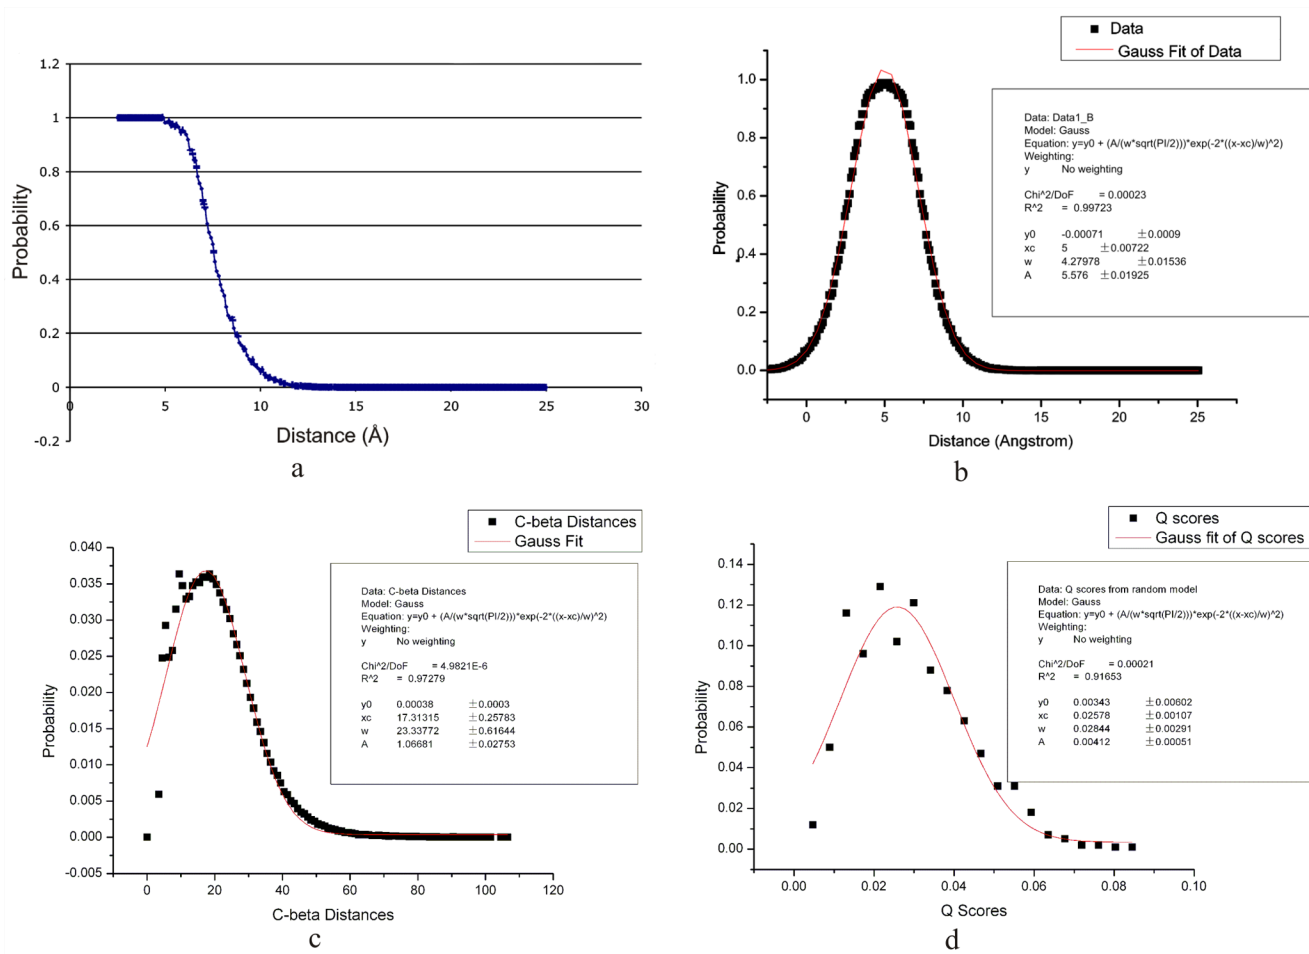 1.2
1
0.8
0.6
0.4
0.2
0
-0.2
0
5
10
15
20
25
30
Probability
Distance (Å)
a
Data
Gauss Fit of Data
Data: Data1_B
Model: Gauss
Equation: y=y0 + (A/(w*sqrt(PI/2)))*exp(-2*((x-xc)/w)^2)
Weighting:
y No weighting
Chi^2/DoF = 0.00023
R^2 = 0.99723
y0 -0.00071 ±0.0009
xc 5 ±0.00722
w 4.27978 ±0.01536
A 5.576 ±0.01925
1.0
0.8
0.6
0.4
0.2
0.0
0
5
10
15
20
25
Probability
Distance (Angstrom)
b
C-beta Distances
Gauss Fit
Data: C-beta Distances
Model: Gauss
Equation: y=y0 + (A/(w*sqrt(PI/2)))*exp(-2*((x-xc)/w)^2)
Weighting:
y No weighting
Chi^2/DoF = 4.9821E-6
R^2 = 0.97279
y0 0.00038 ±0.0003
xc 17.31315 ±0.25783
w 23.33772 ±0.61644
A 1.06681 ±0.02753
0.040
0.035
0.030
0.025
0.020
0.015
0.010
0.005
0.000
-0.005
0
20
40
60
80
100
120
Probability
C-beta Distances
c
Q scores
Gauss fit of Q scores
Data: Q scores from random model
Model: Gauss
Equation: y=y0 + (A/(w*sqrt(PI/2)))*exp(-2*((x-xc)/w)^2)
Weighting:
y No weighting
Chi^2/DoF = 0.00021
R^2 = 0.91653
y0 0.00343 ±0.00602
xc 0.02578 ±0.00107
w 0.02844 ±0.00291
A 0.00412 ±0.00051
0.14
0.12
0.10
0.08
0.06
0.04
0.02
0.00
0.00
0.02
0.04
0.06
0.08
0.10
Probability
Q Scores
d